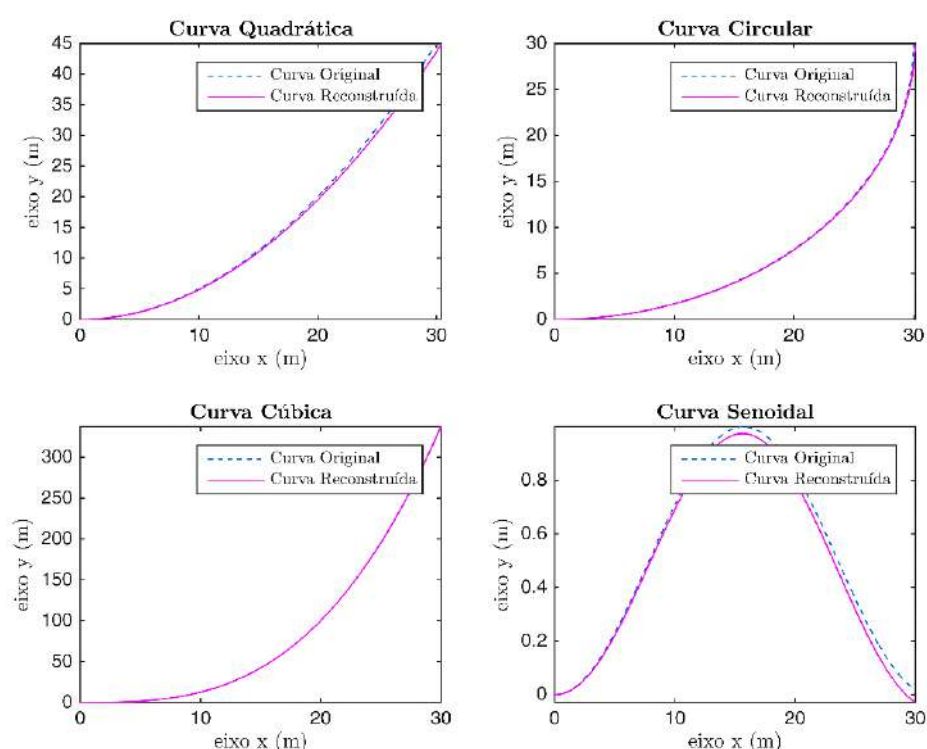 Curva Quadrática
45
40
35
30
25
20
15
10
5
0
eixo y (m)
Curva Original
Curva Reconstruída
0 10 20 30
eixo x (m)
Curva Circular
30
25
20
15
10
5
0
eixo y (m)
Curva Original
Curva Reconstruída
0 10 20 30
eixo x (m)
Curva Cúbica
300
250
200
150
100
50
0
eixo y (m)
Curva Original
Curva Reconstruída
0 10 20 30
eixo x (m)
Curva Senoidal
0.8
0.6
0.4
0.2
0
eixo y (m)
Curva Original
Curva Reconstruída
0 10 20 30
eixo x (m)